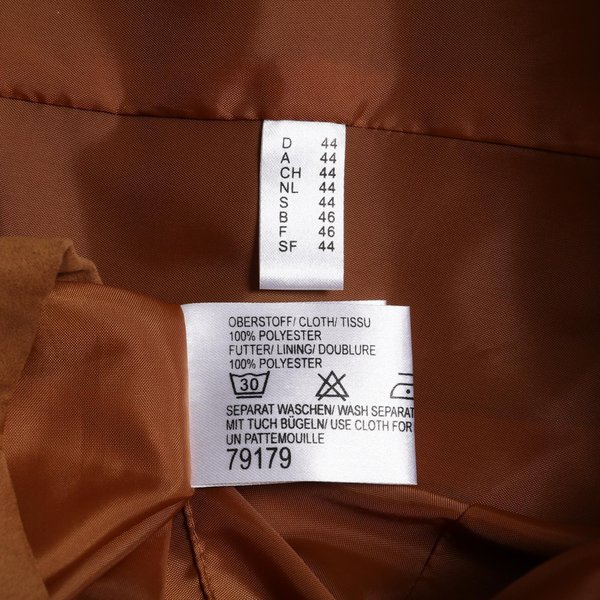 D 44
A 44
CH 44
NL 44
S 44
B 46
F 46
SF 44
OBERSTOFF/ CLOTH/ TISSU
100% POLYESTER
FUTTER/ LINING/ DOUBLURE
100% POLYESTER
30
SEPARAT WASCHEN/ WASH SEPARAT
MIT TUCH BÜGELN/ USE CLOTH FOR
UN PATTEMOUILLE
79179